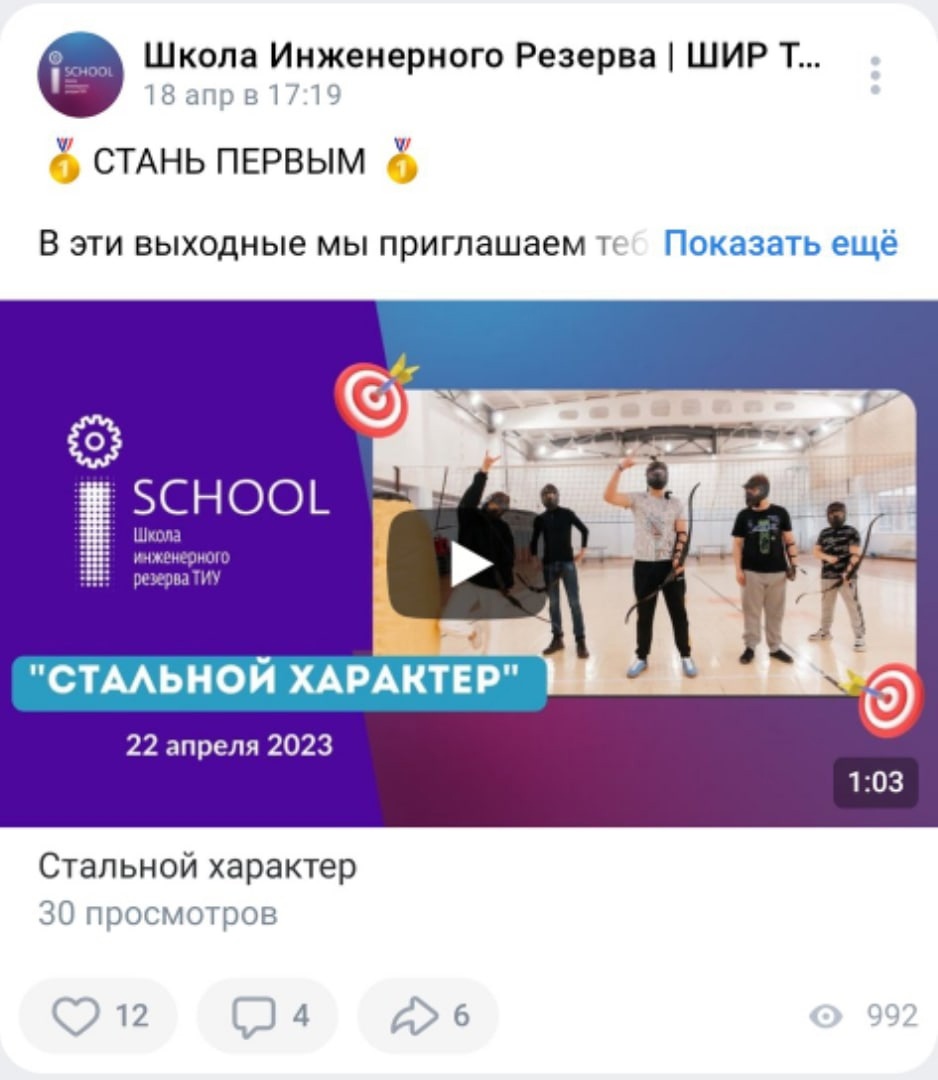 SCHOOL
Школа Инженерного Резерва | ШИР Т...
18 апр в 17:19
СТАНЬ ПЕРВЫМ
В эти выходные мы приглашаем теб Показать ещё
SCHOOL
Школа
инженерного
резерва ТИУ
"СТАЛЬНОЙ ХАРАКТЕР"
22 апреля 2023
1:03
Стальной характер
30 просмотров
12 4 6 992